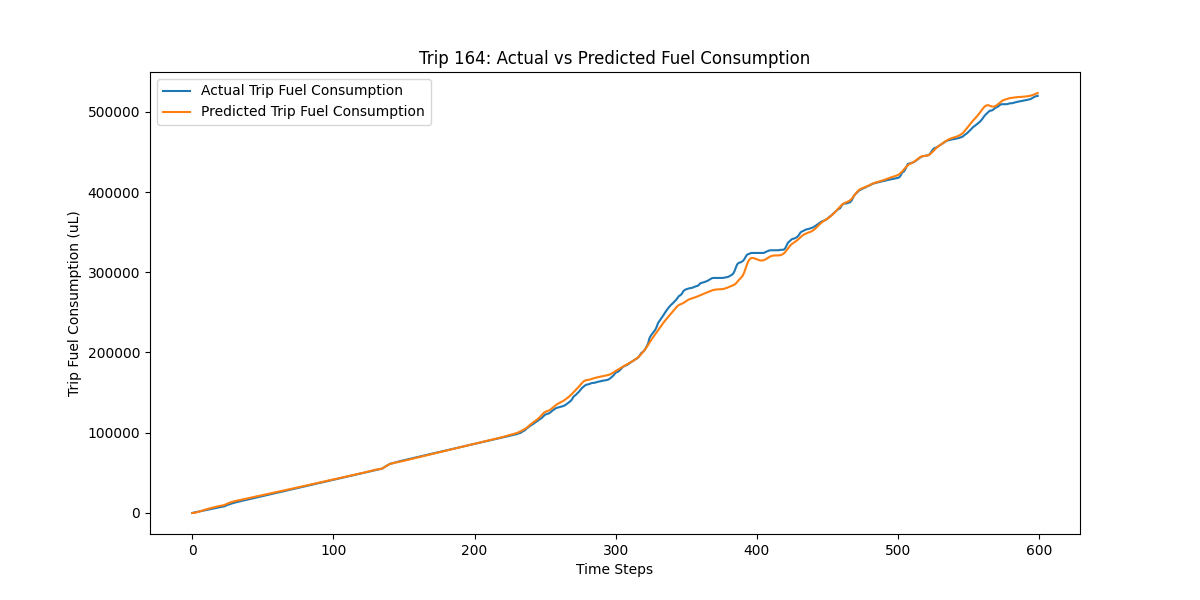 Trip 164: Actual vs Predicted Fuel Consumption
Actual Trip Fuel Consumption
Predicted Trip Fuel Consumption
Trip Fuel Consumption (uL)
500000
400000
300000
200000
100000
0
0 100 200 300 400 500 600
Time Steps